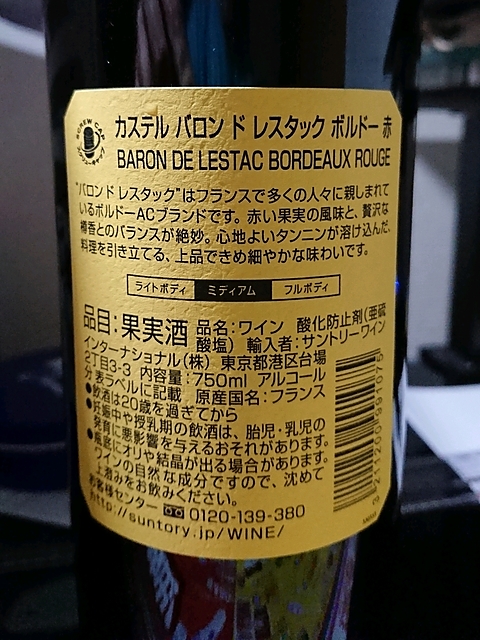 SCREW CAP
カステル バロン ド レスタック ボルドー 赤
BARON DE LESTAC BORDEAUX ROUGE
"バロン ド レスタック"はフランスで多くの人々に親しまれて
いるボルドーACブランドです。赤い果実の風味と、贅沢な
樽香とのバランスが絶妙。心地よいタンニンが溶け込んだ、
料理を引き立てる、上品できめ細やかな味わいです。
ライトボディ ミディアム フルボディ
品目:果実酒 品名:ワイン 酸化防止剤(亜硫
酸塩) 輸入者:サントリーワイン
インターナショナル(株) 東京都港区台場
2丁目3-3 内容量:750ml アルコール
分表ラベルに記載 原産国名:フランス
●飲酒は20歳を過ぎてから
妊娠中や授乳期の飲酒は、胎児・乳児の
発育に悪影響を与えるおそれがあります。
●瓶底にオリや結晶が出る場合があります。
ワインの自然な成分ですので、沈めて
上澄みをお飲みください。
お客様センター 0120-139-380
http://suntory.jp/WINE/